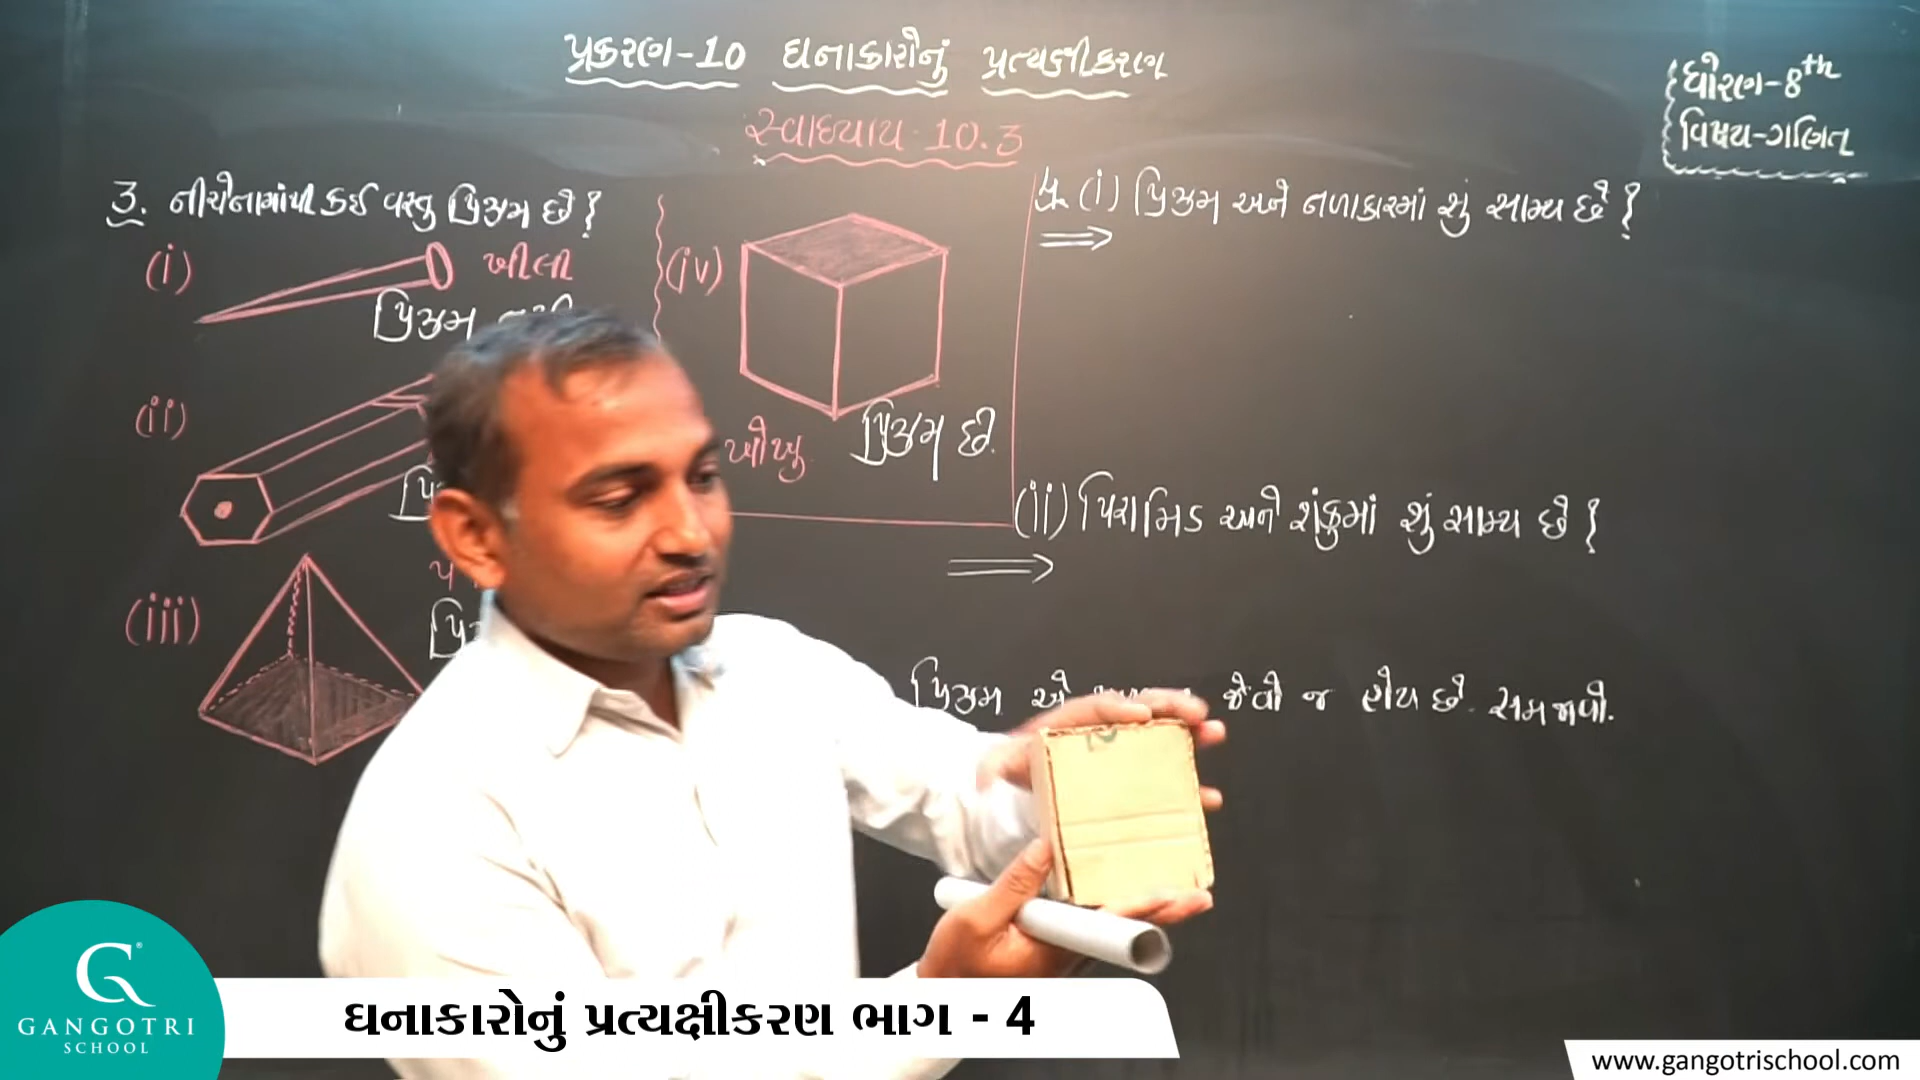 પ્રકરણ-10 ઘનાકારોનું પ્રત્યક્ષીકરણ
ધોરણ-8th
વિષય-ગણિત
સ્વાધ્યાય 10.3
3. નીચેનામાંથી કઈ વસ્તુ પ્રિઝમ છે?
(i) ખીલી
પ્રિઝમ
(ii)
(iii)
(iv)
ખોખુ
પ્રિઝમ છે.
(i) પ્રિઝમ અને નળાકારમાં શું સામ્ય છે?
(ii) પિરામિડ અને શંકુમાં શું સામ્ય છે?
પ્રિઝમ એ જેવો જ હોય છે. સમજાવો.
G
GANGOTRI
SCHOOL
ઘનાકારોનું પ્રત્યક્ષીકરણ ભાગ - 4
www.gangotrischool.com